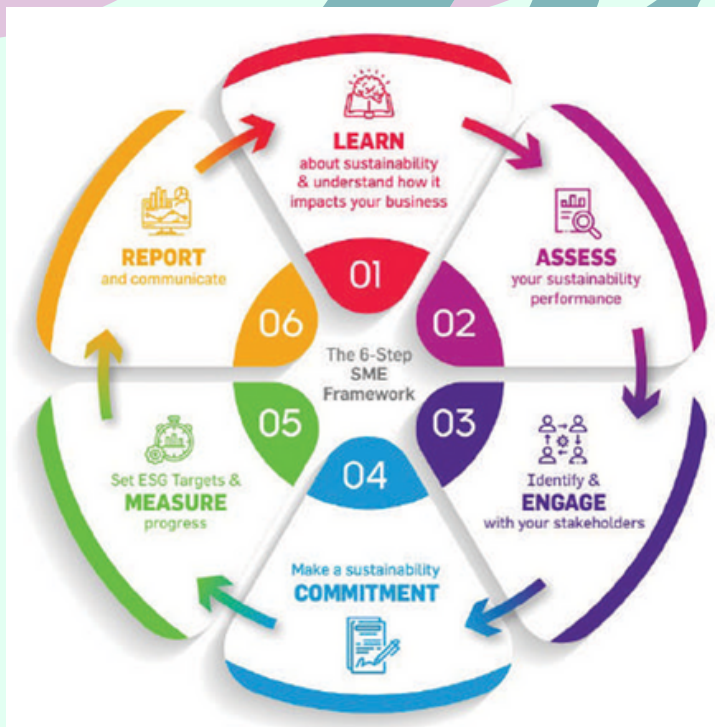 LEARN
about sustainability
& understand how it
impacts your business
01
ASSESS
your sustainability
performance
02
Identify &
ENGAGE
with your stakeholders
03
Make a sustainability
COMMITMENT
04
Set ESG Targets &
MEASURE
progress
05
REPORT
and communicate
06
The 6-Step
SME
Framework